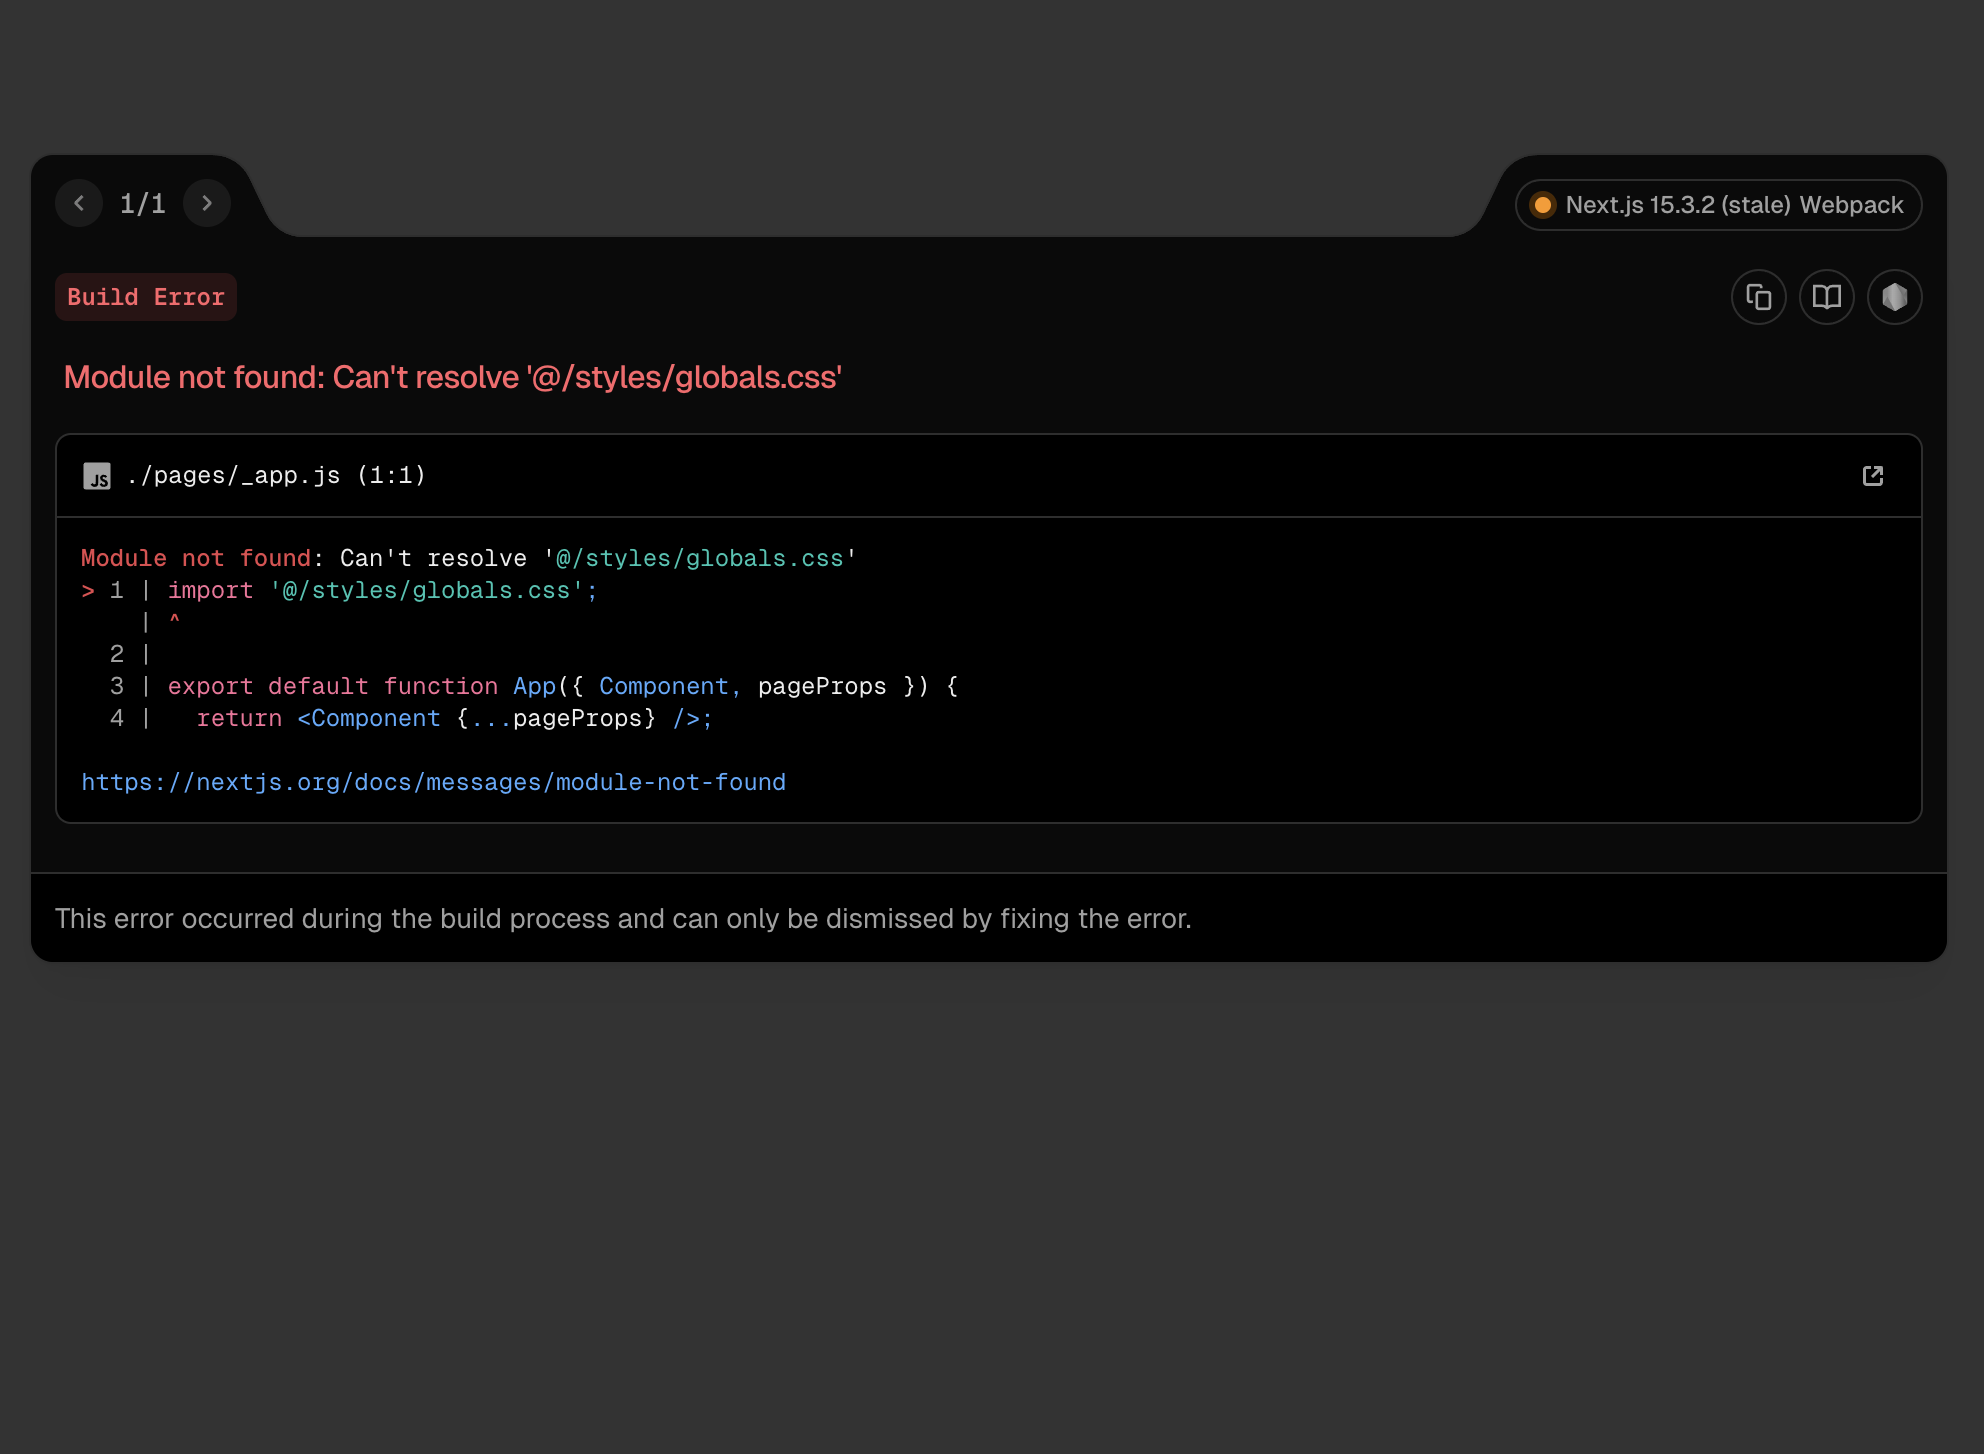 1/1
Next.js 15.3.2 (stale) Webpack
Build Error
Module not found: Can't resolve '@/styles/globals.css'
JS ./pages/_app.js (1:1)
Module not found: Can't resolve '@/styles/globals.css'
> 1 | import '@/styles/globals.css';
    | ^
  2 |
  3 | export default function App({ Component, pageProps }) {
  4 |   return <Component {...pageProps} />;
https://nextjs.org/docs/messages/module-not-found
This error occurred during the build process and can only be dismissed by fixing the error.